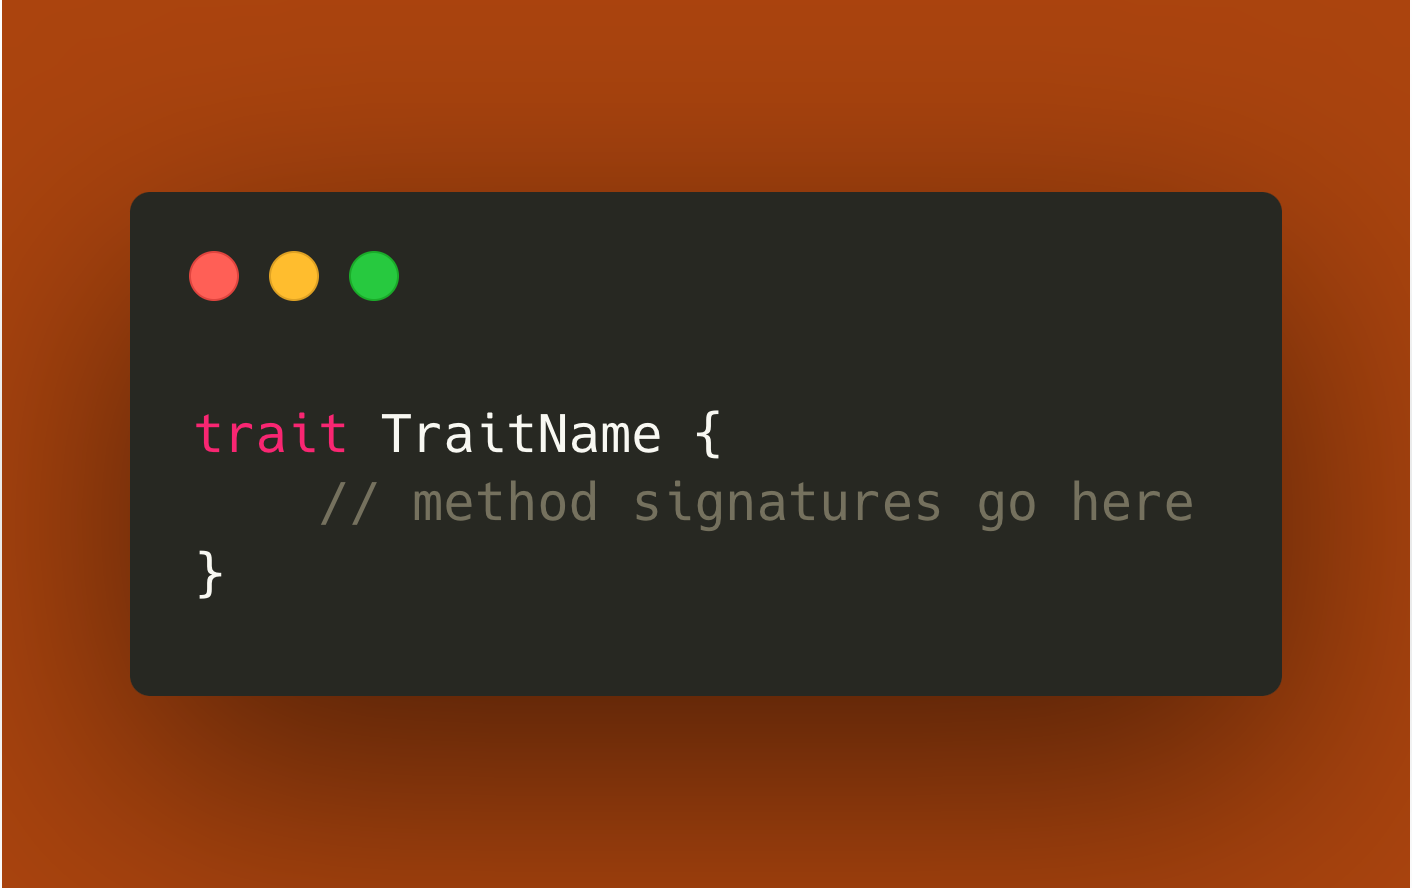 trait TraitName {
    // method signatures go here
}